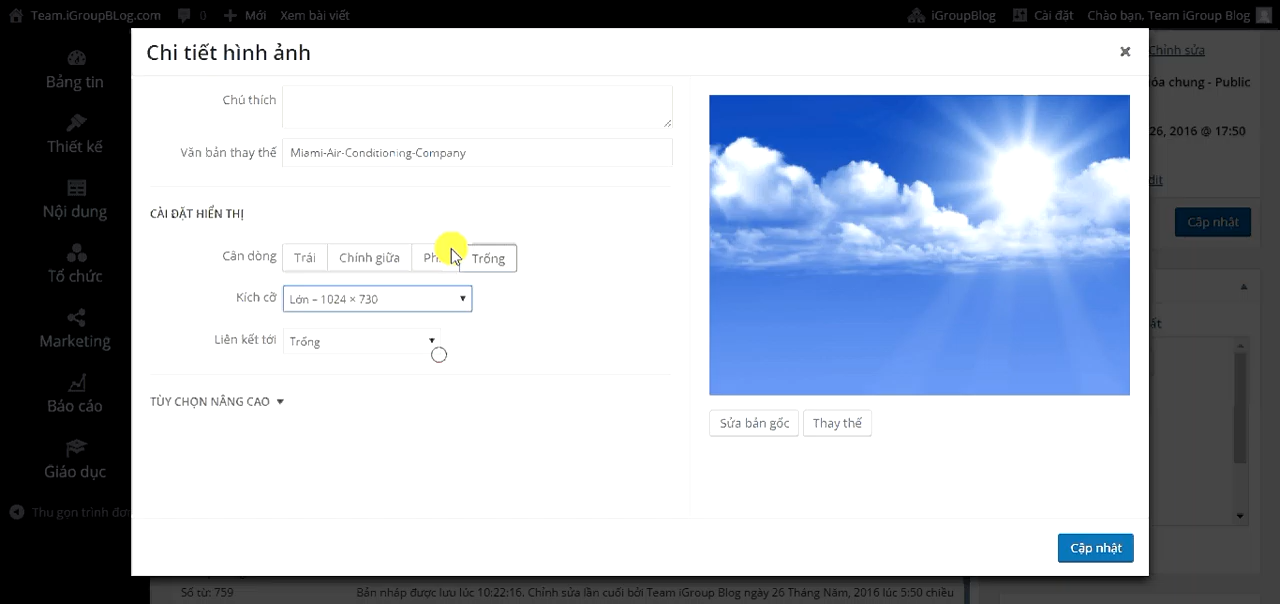 Team.iGroupBLog.com 0 Mới Xem bài viết iGroupBlog Cài đặt Chào bạn, Team iGroup Blog
Chi tiết hình ảnh
Chỉnh sửa
Bảng tin
Chú thích
óa chung - Public
Thiết kế
Văn bản thay thế Miami-Air-Conditioning-Company
26, 2016 @ 17:50
dit
Nội dung
CÀI ĐẶT HIỂN THỊ
Cập nhật
Căn dòng Trái Chính giữa Trống
Tổ chức
Kích cỡ Lớn – 1024 × 730
Marketing
Liên kết tới Trống
Báo cáo
TÙY CHỌN NÂNG CAO
Sửa bản gốc Thay thế
Giáo dục
Thu gọn trình đơn
Cập nhật
Số từ: 759 Bản nháp được lưu lúc 10:22:16. Chỉnh sửa lần cuối bởi Team iGroup Blog ngày 26 Tháng Năm, 2016 lúc 5:50 chiều